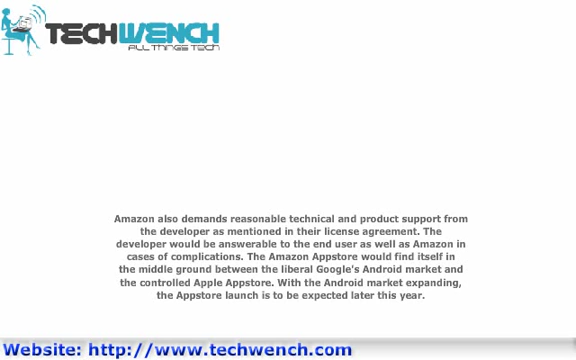 TECHWENCH
ALL THINGS TECH
Amazon also demands reasonable technical and product support from
the developer as mentioned in their license agreement. The
developer would be answerable to the end user as well as Amazon in
cases of complications. The Amazon Appstore would find itself in
the middle ground between the liberal Google's Android market and
the controlled Apple Appstore. With the Android market expanding,
the Appstore launch is to be expected later this year.
Website: http://www.techwench.com